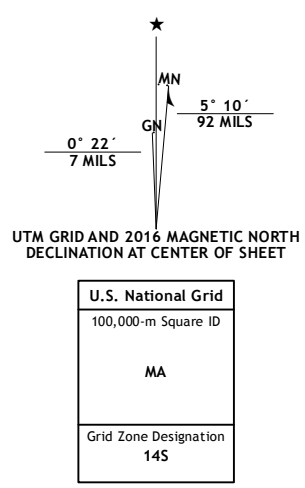 ★
MN
GN
5° 10´
92 MILS
0° 22´
7 MILS
UTM GRID AND 2016 MAGNETIC NORTH
DECLINATION AT CENTER OF SHEET
U.S. National Grid
100,000-m Square ID
MA
Grid Zone Designation
14S